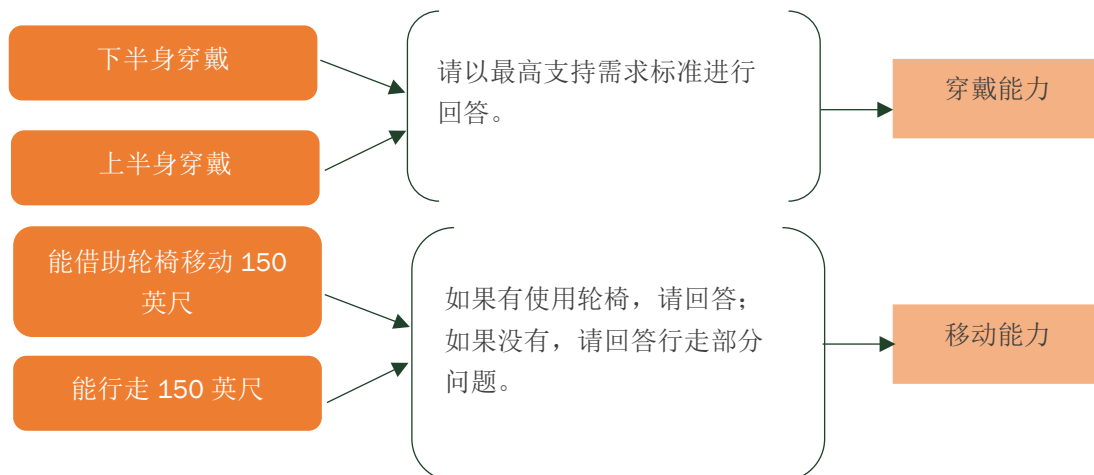 下半身穿戴
上半身穿戴
请以最高支持需求标准进行
回答。
穿戴能力
能借助轮椅移动 150
英尺
能行走 150 英尺
如果有使用轮椅，请回答；
如果没有，请回答行走部分
问题。
移动能力